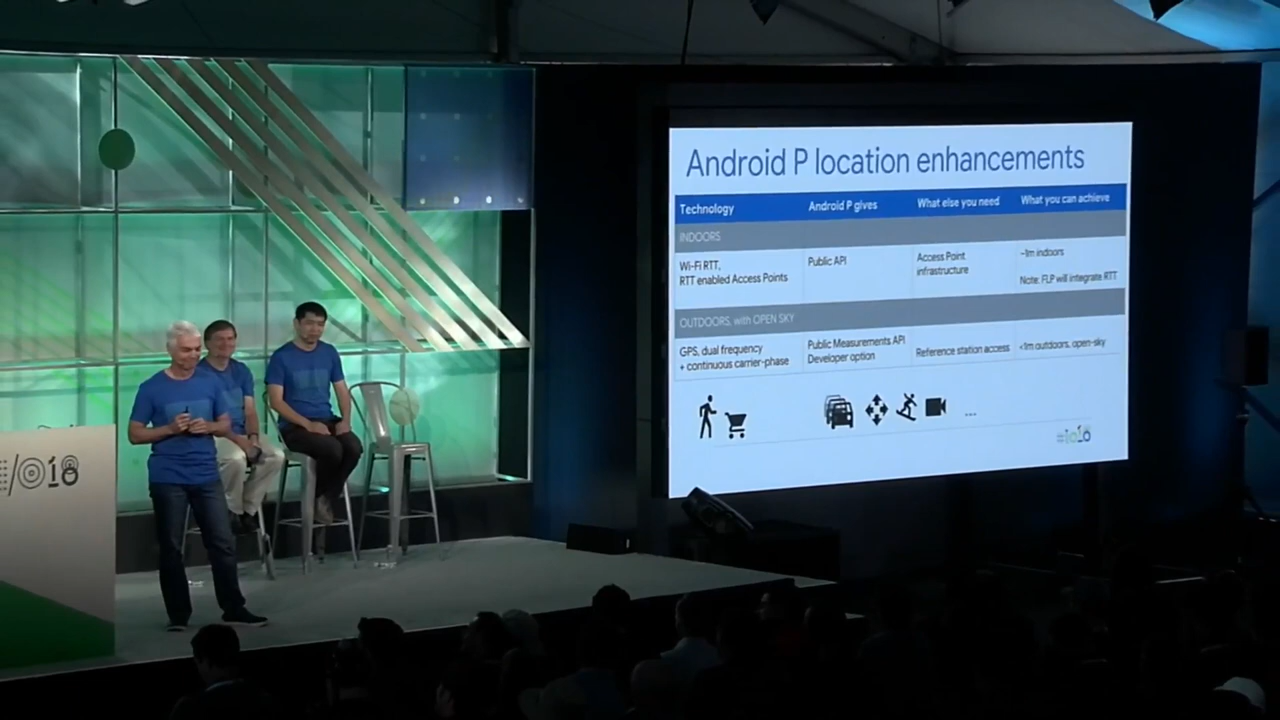 Android P location enhancements
Technology
Android P gives
What else you need
What you can achieve
INDOORS
Wi-Fi RTT,
RTT enabled Access Points
Public API
Access Point
infrastructure
~1m indoors
Note: FLP will integrate RTT
OUTDOORS, with OPEN SKY
GPS, dual frequency
+ continuous carrier-phase
Public Measurements API
Developer option
Reference station access
<1m outdoors, open-sky
...
I/O18